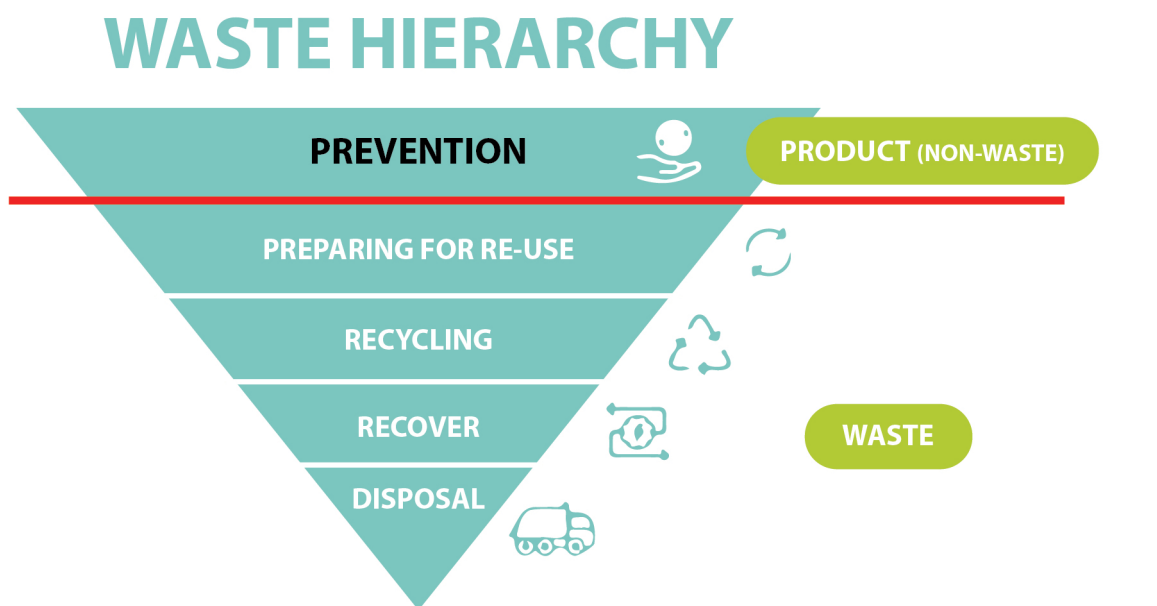 WASTE HIERARCHY
PREVENTION
PRODUCT (NON-WASTE)
PREPARING FOR RE-USE
RECYCLING
RECOVER
WASTE
DISPOSAL